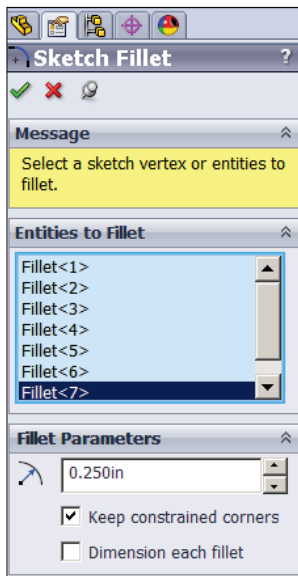 Sketch Fillet ?
Message
Select a sketch vertex or entities to
fillet.
Entities to Fillet
Fillet<1>
Fillet<2>
Fillet<3>
Fillet<4>
Fillet<5>
Fillet<6>
Fillet<7>
Fillet Parameters
0.250in
Keep constrained corners
Dimension each fillet